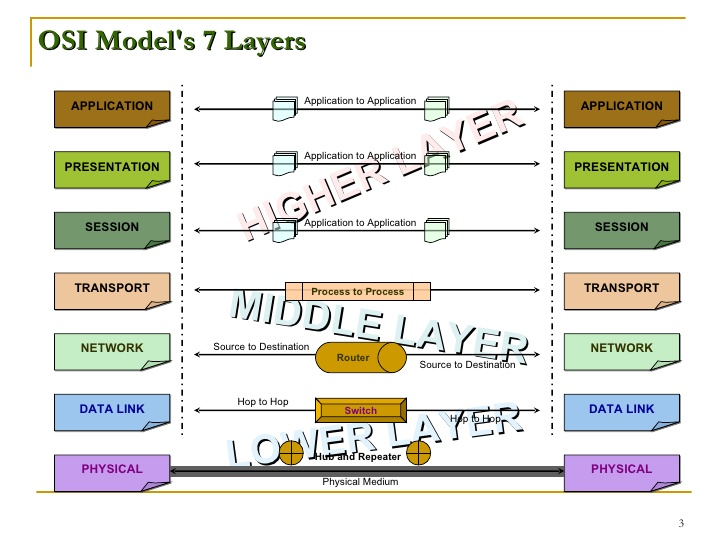 OSI Model's 7 Layers
APPLICATION
Application to Application
APPLICATION
PRESENTATION
Application to Application
PRESENTATION
HIGHER LAYER
SESSION
Application to Application
SESSION
TRANSPORT
Process to Process
TRANSPORT
MIDDLE LAYER
NETWORK
Source to Destination
Router
Source to Destination
NETWORK
DATA LINK
Hop to Hop
Switch
Hop to Hop
DATA LINK
LOWER LAYER
PHYSICAL
Hub and Repeater
Physical Medium
PHYSICAL
3